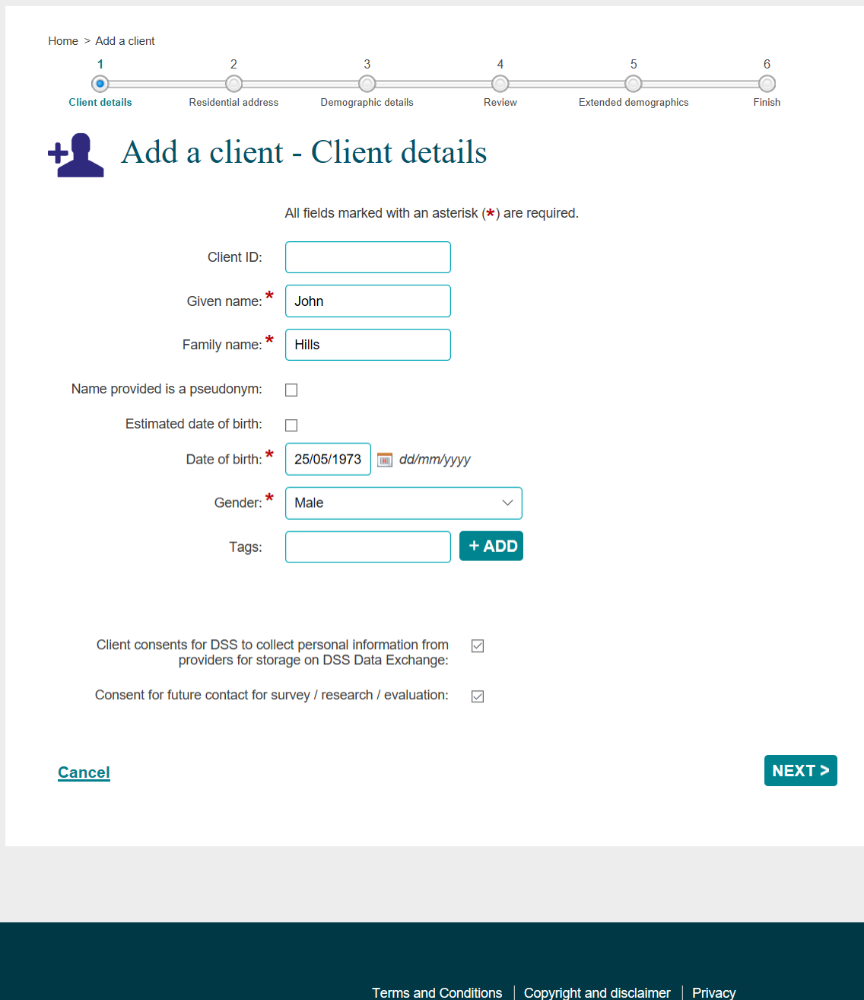 Home > Add a client
1 2 3 4 5 6
Client details Residential address Demographic details Review Extended demographics Finish
Add a client - Client details
All fields marked with an asterisk (*) are required.
Client ID:
Given name: * John
Family name: * Hills
Name provided is a pseudonym:
Estimated date of birth:
Date of birth: * 25/05/1973 dd/mm/yyyy
Gender: * Male
Tags: + ADD
Client consents for DSS to collect personal information from
providers for storage on DSS Data Exchange:
Consent for future contact for survey / research / evaluation:
Cancel NEXT >
Terms and Conditions | Copyright and disclaimer | Privacy